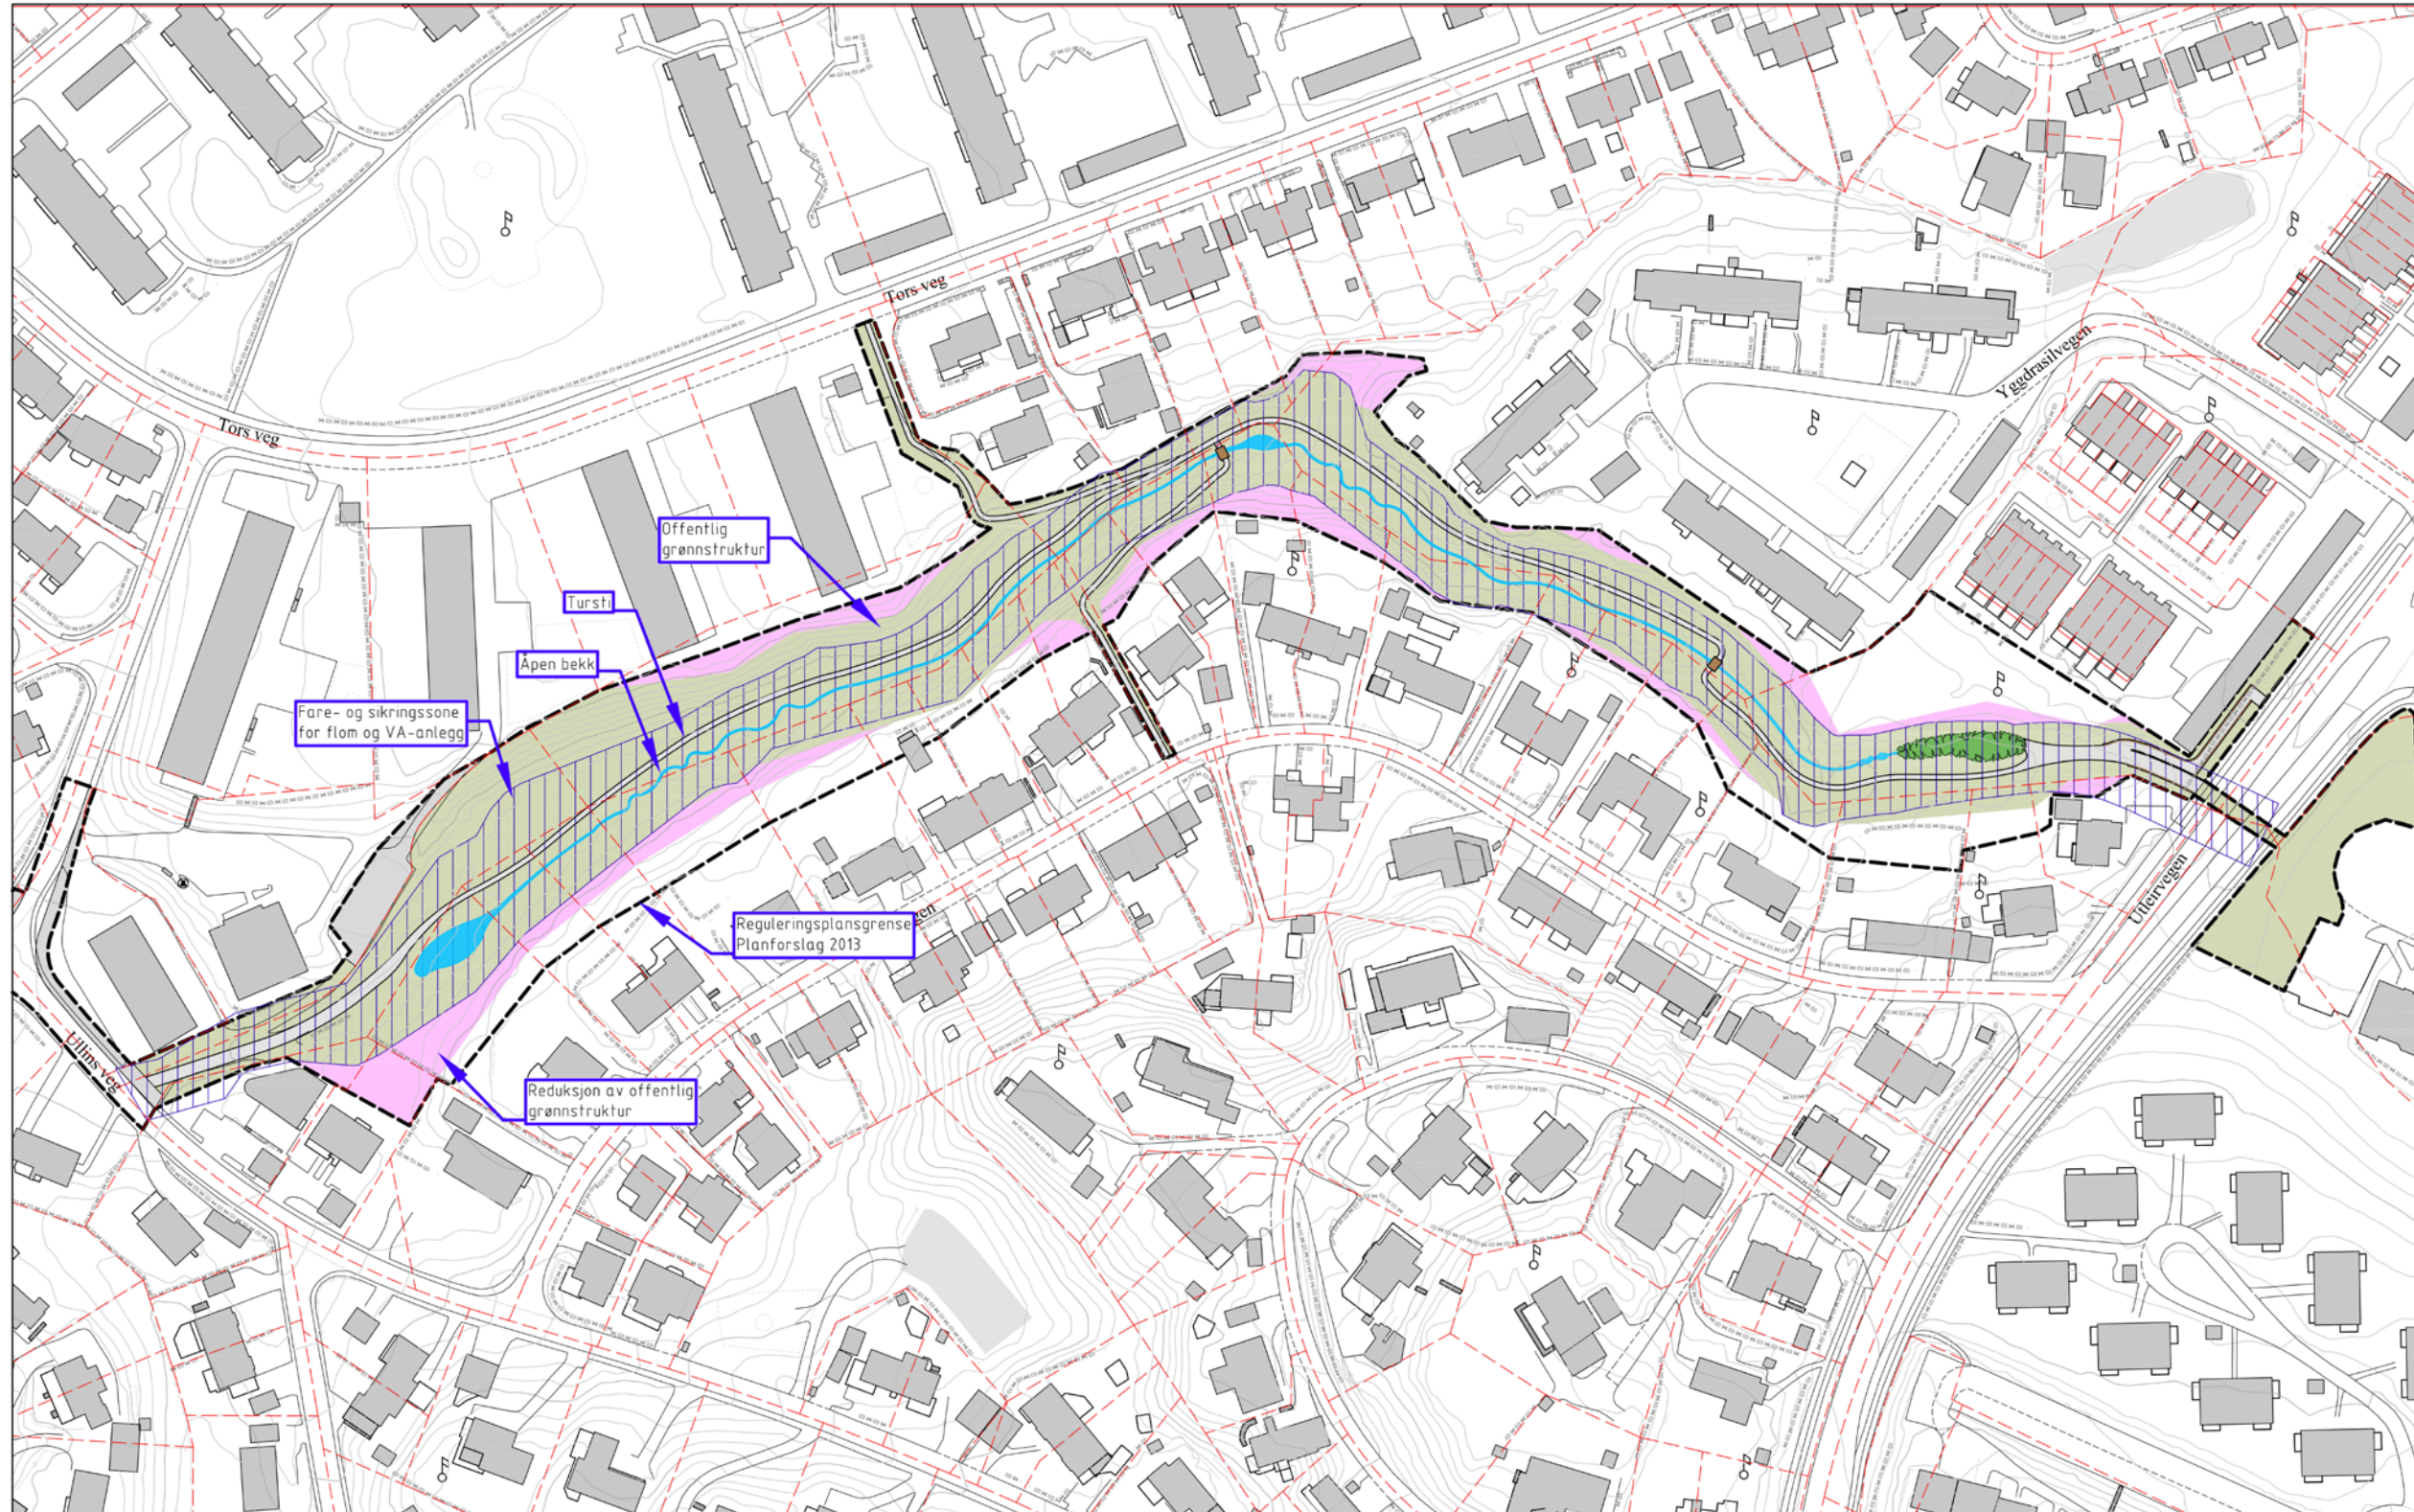 Tors veg
Tors veg
Yggdrasilvegen
Offentlig
grønnstruktur
Tursti
Åpen bekk
Fare- og sikringssone
for flom og VA-anlegg
Reguleringsplansgrense
Planforslag 2013
Utleirvegen
Ullins veg
Reduksjon av offentlig
grønnstruktur